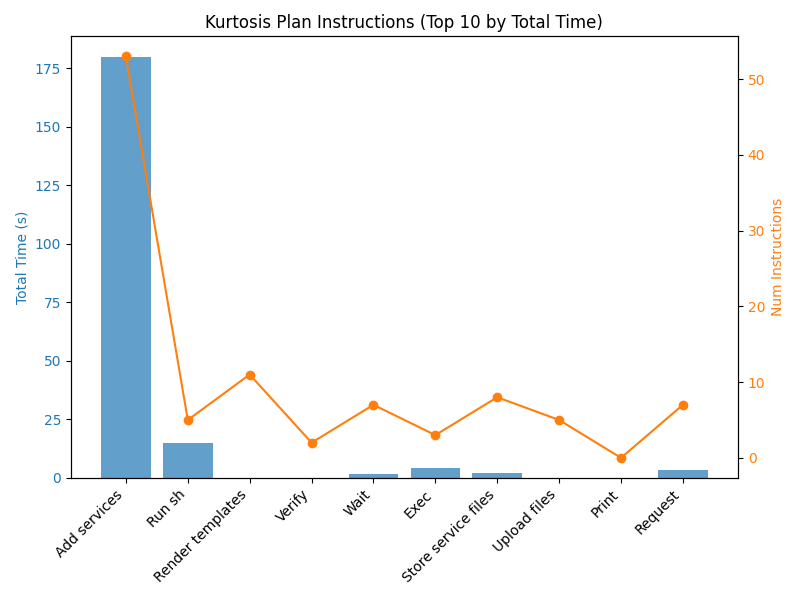 Kurtosis Plan Instructions (Top 10 by Total Time)
Total Time (s)
175
150
125
100
75
50
25
0
Num Instructions
50
40
30
20
10
0
Add services
Run sh
Render templates
Verify
Wait
Exec
Store service files
Upload files
Print
Request